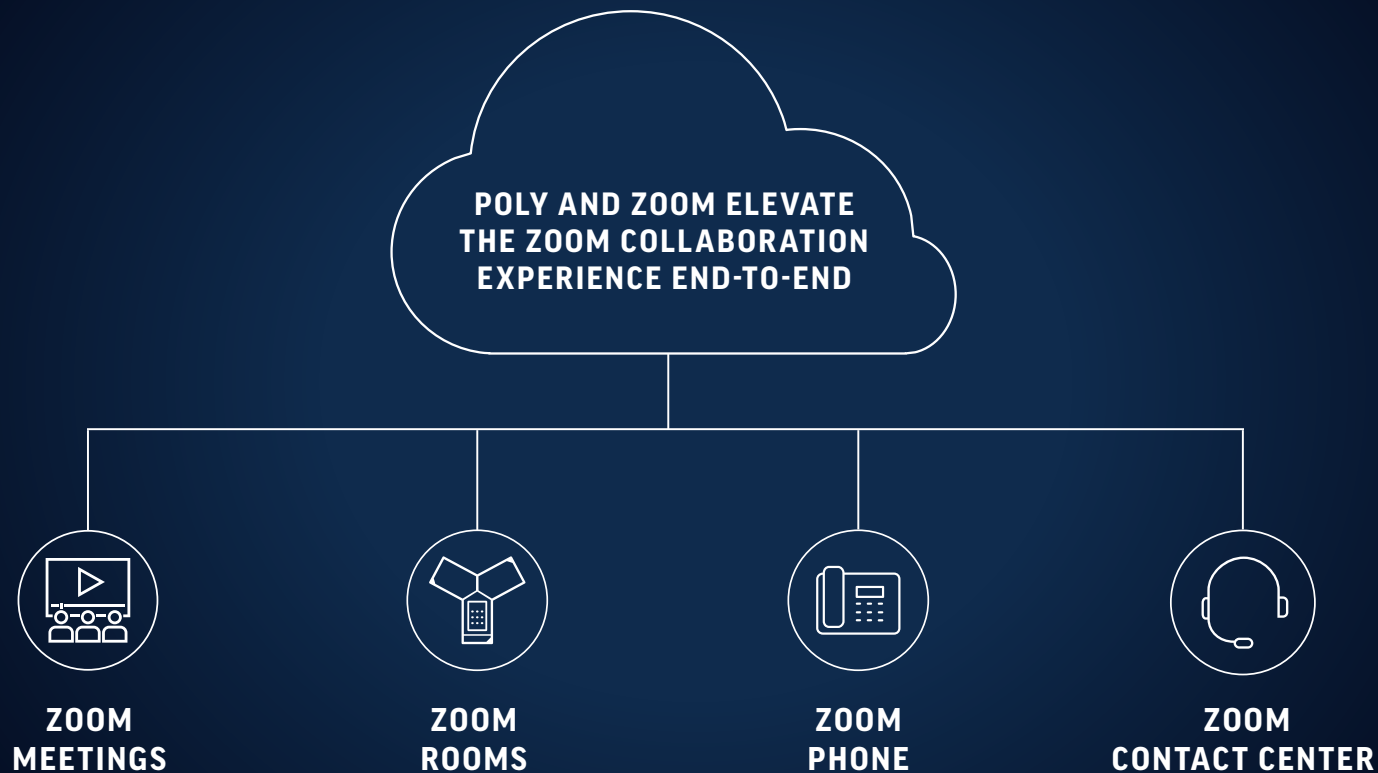 POLY AND ZOOM ELEVATE
THE ZOOM COLLABORATION
EXPERIENCE END-TO-END
ZOOM
MEETINGS
ZOOM
ROOMS
ZOOM
PHONE
ZOOM
CONTACT CENTER